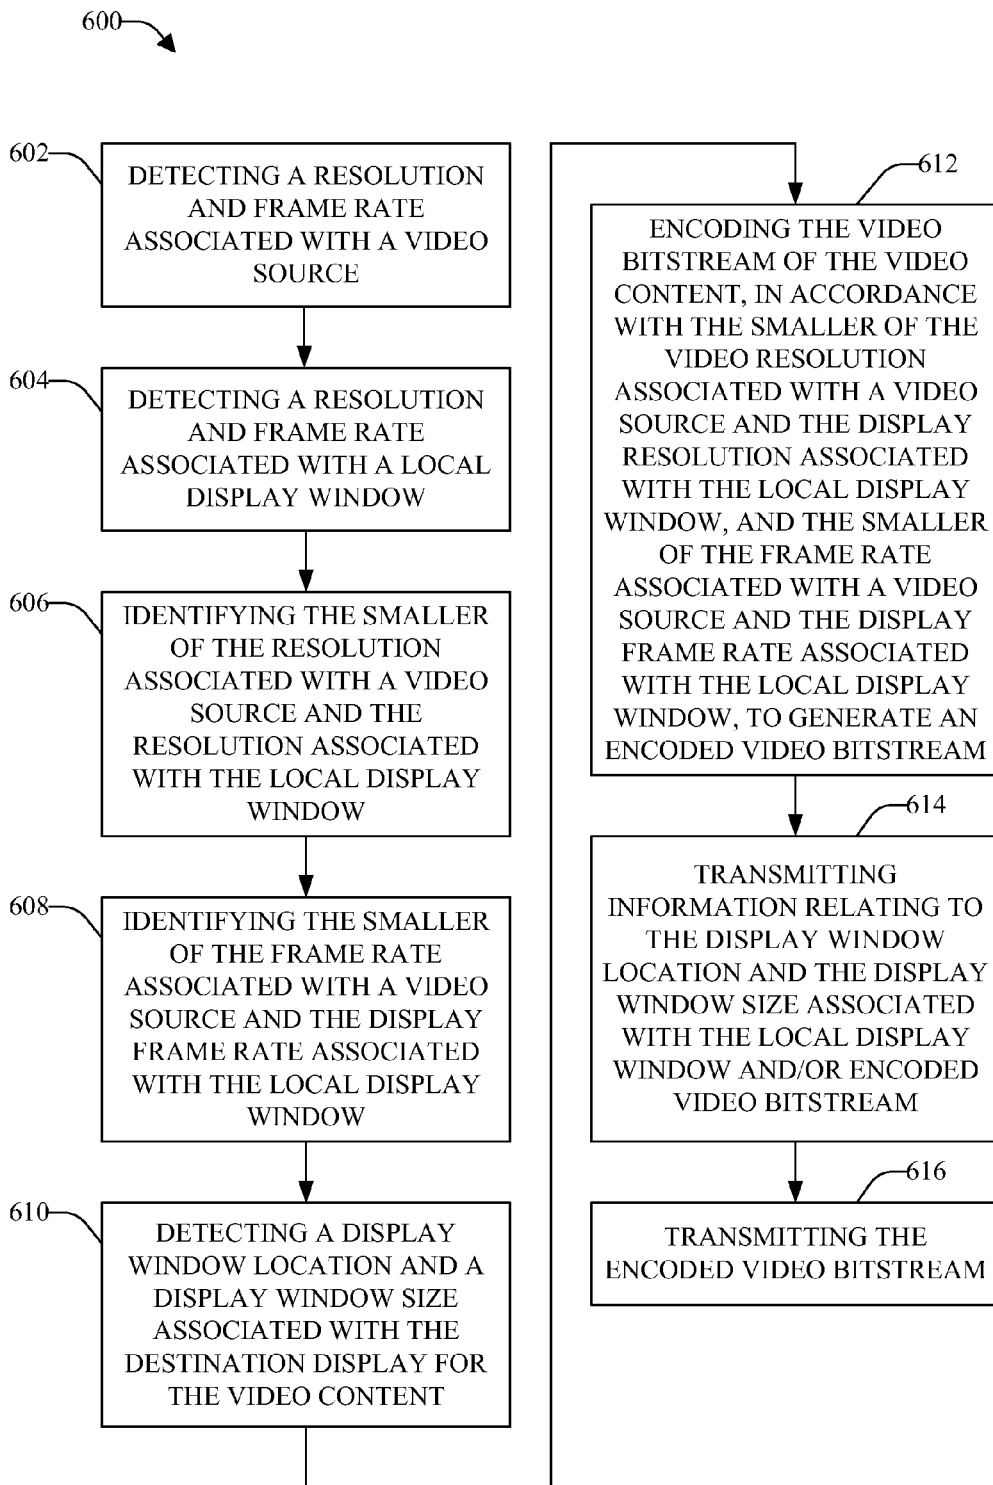 600
602
DETECTING A RESOLUTION
AND FRAME RATE
ASSOCIATED WITH A VIDEO
SOURCE
604
DETECTING A RESOLUTION
AND FRAME RATE
ASSOCIATED WITH A LOCAL
DISPLAY WINDOW
606
IDENTIFYING THE SMALLER
OF THE RESOLUTION
ASSOCIATED WITH A VIDEO
SOURCE AND THE
RESOLUTION ASSOCIATED
WITH THE LOCAL DISPLAY
WINDOW
608
IDENTIFYING THE SMALLER
OF THE FRAME RATE
ASSOCIATED WITH A VIDEO
SOURCE AND THE DISPLAY
FRAME RATE ASSOCIATED
WITH THE LOCAL DISPLAY
WINDOW
610
DETECTING A DISPLAY
WINDOW LOCATION AND A
DISPLAY WINDOW SIZE
ASSOCIATED WITH THE
DESTINATION DISPLAY FOR
THE VIDEO CONTENT
612
ENCODING THE VIDEO
BITSTREAM OF THE VIDEO
CONTENT, IN ACCORDANCE
WITH THE SMALLER OF THE
VIDEO RESOLUTION
ASSOCIATED WITH A VIDEO
SOURCE AND THE DISPLAY
RESOLUTION ASSOCIATED
WITH THE LOCAL DISPLAY
WINDOW, AND THE SMALLER
OF THE FRAME RATE
ASSOCIATED WITH A VIDEO
SOURCE AND THE DISPLAY
FRAME RATE ASSOCIATED
WITH THE LOCAL DISPLAY
WINDOW, TO GENERATE AN
ENCODED VIDEO BITSTREAM
614
TRANSMITTING
INFORMATION RELATING TO
THE DISPLAY WINDOW
LOCATION AND THE DISPLAY
WINDOW SIZE ASSOCIATED
WITH THE LOCAL DISPLAY
WINDOW AND/OR ENCODED
VIDEO BITSTREAM
616
TRANSMITTING THE
ENCODED VIDEO BITSTREAM